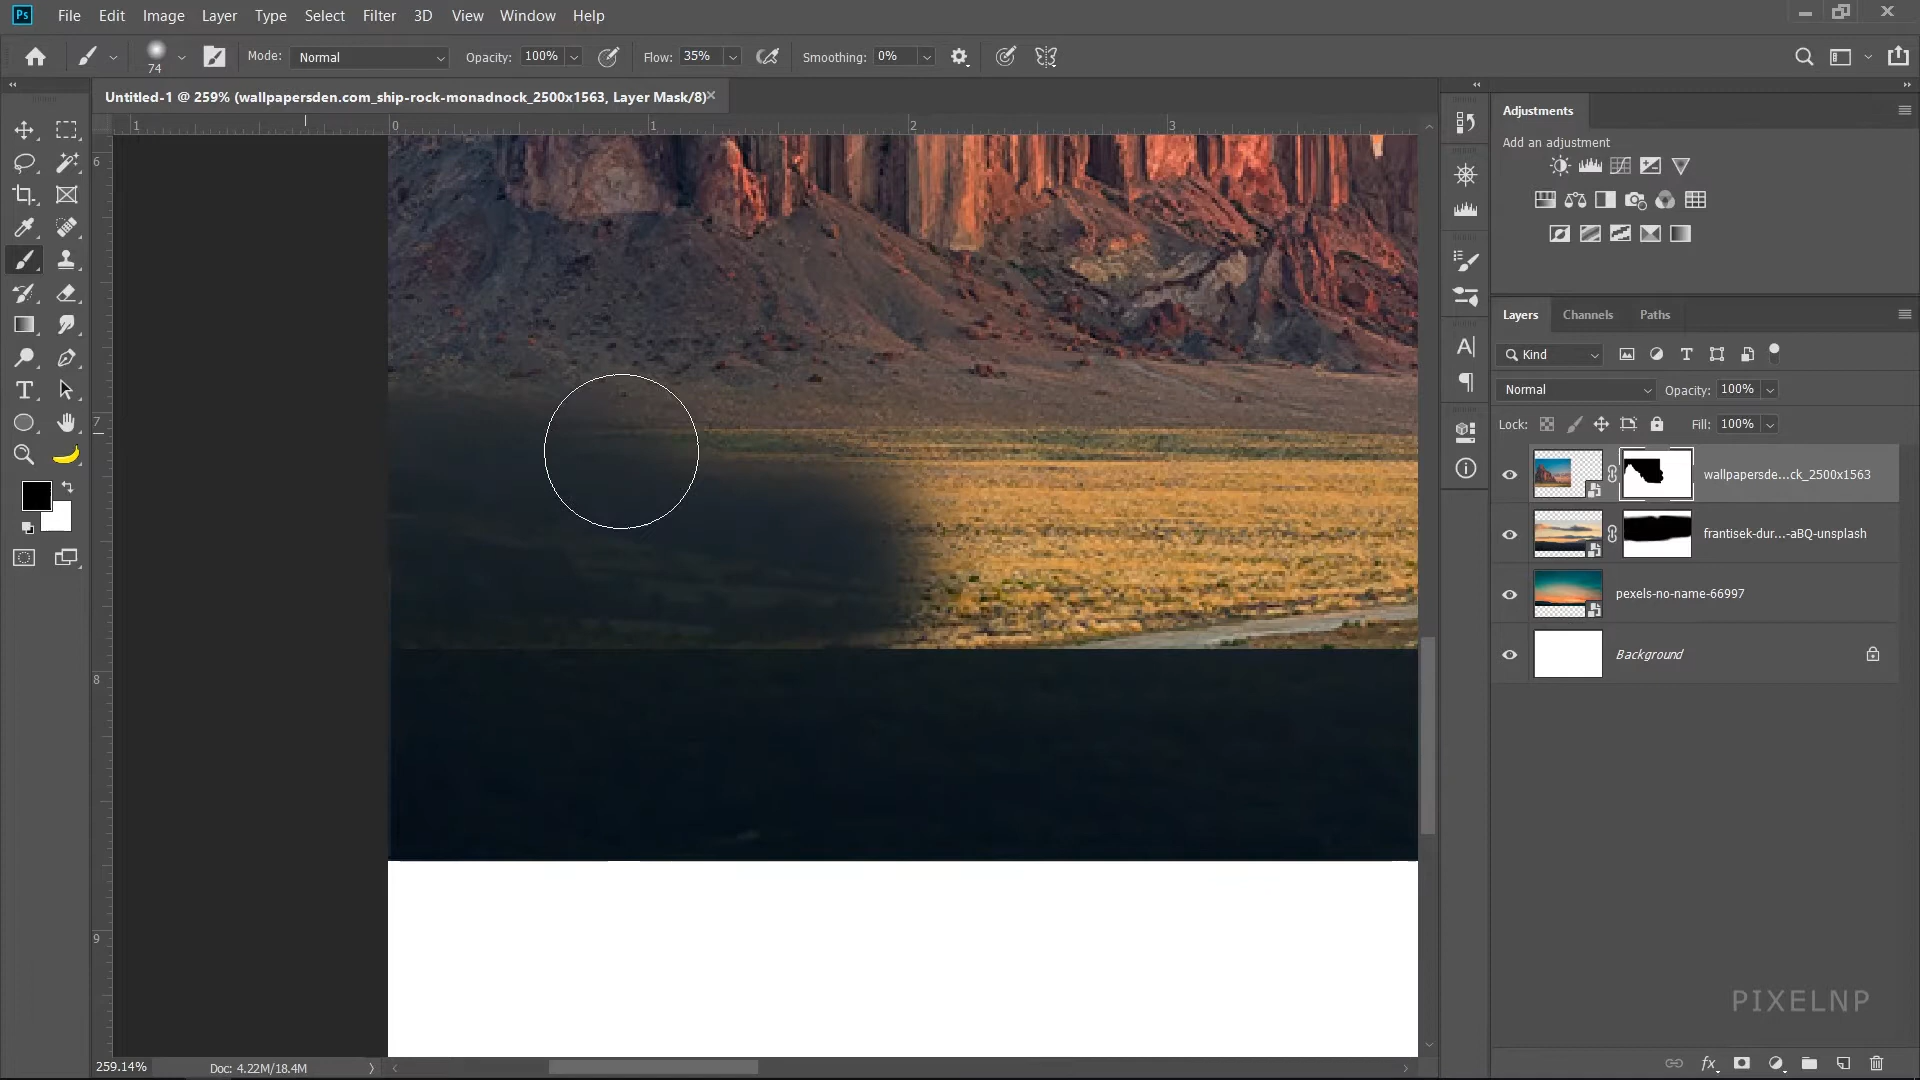 Ps File Edit Image Layer Type Select Filter 3D View Window Help
74 Mode: Normal Opacity: 100% Flow: 35% Smoothing: 0%
Untitled-1 @ 259% (wallpapersden.com_ship-rock-monadnock_2500x1563, Layer Mask/8)
1 0 1 2 3
6
7
8
9
Adjustments
Add an adjustment
Layers Channels Paths
Kind
Normal Opacity: 100%
Lock: Fill: 100%
wallpapersde...ck_2500x1563
frantisek-dur...-aBQ-unsplash
pexels-no-name-66997
Background
PIXELNP
259.14% Doc: 4.22M/18.4M